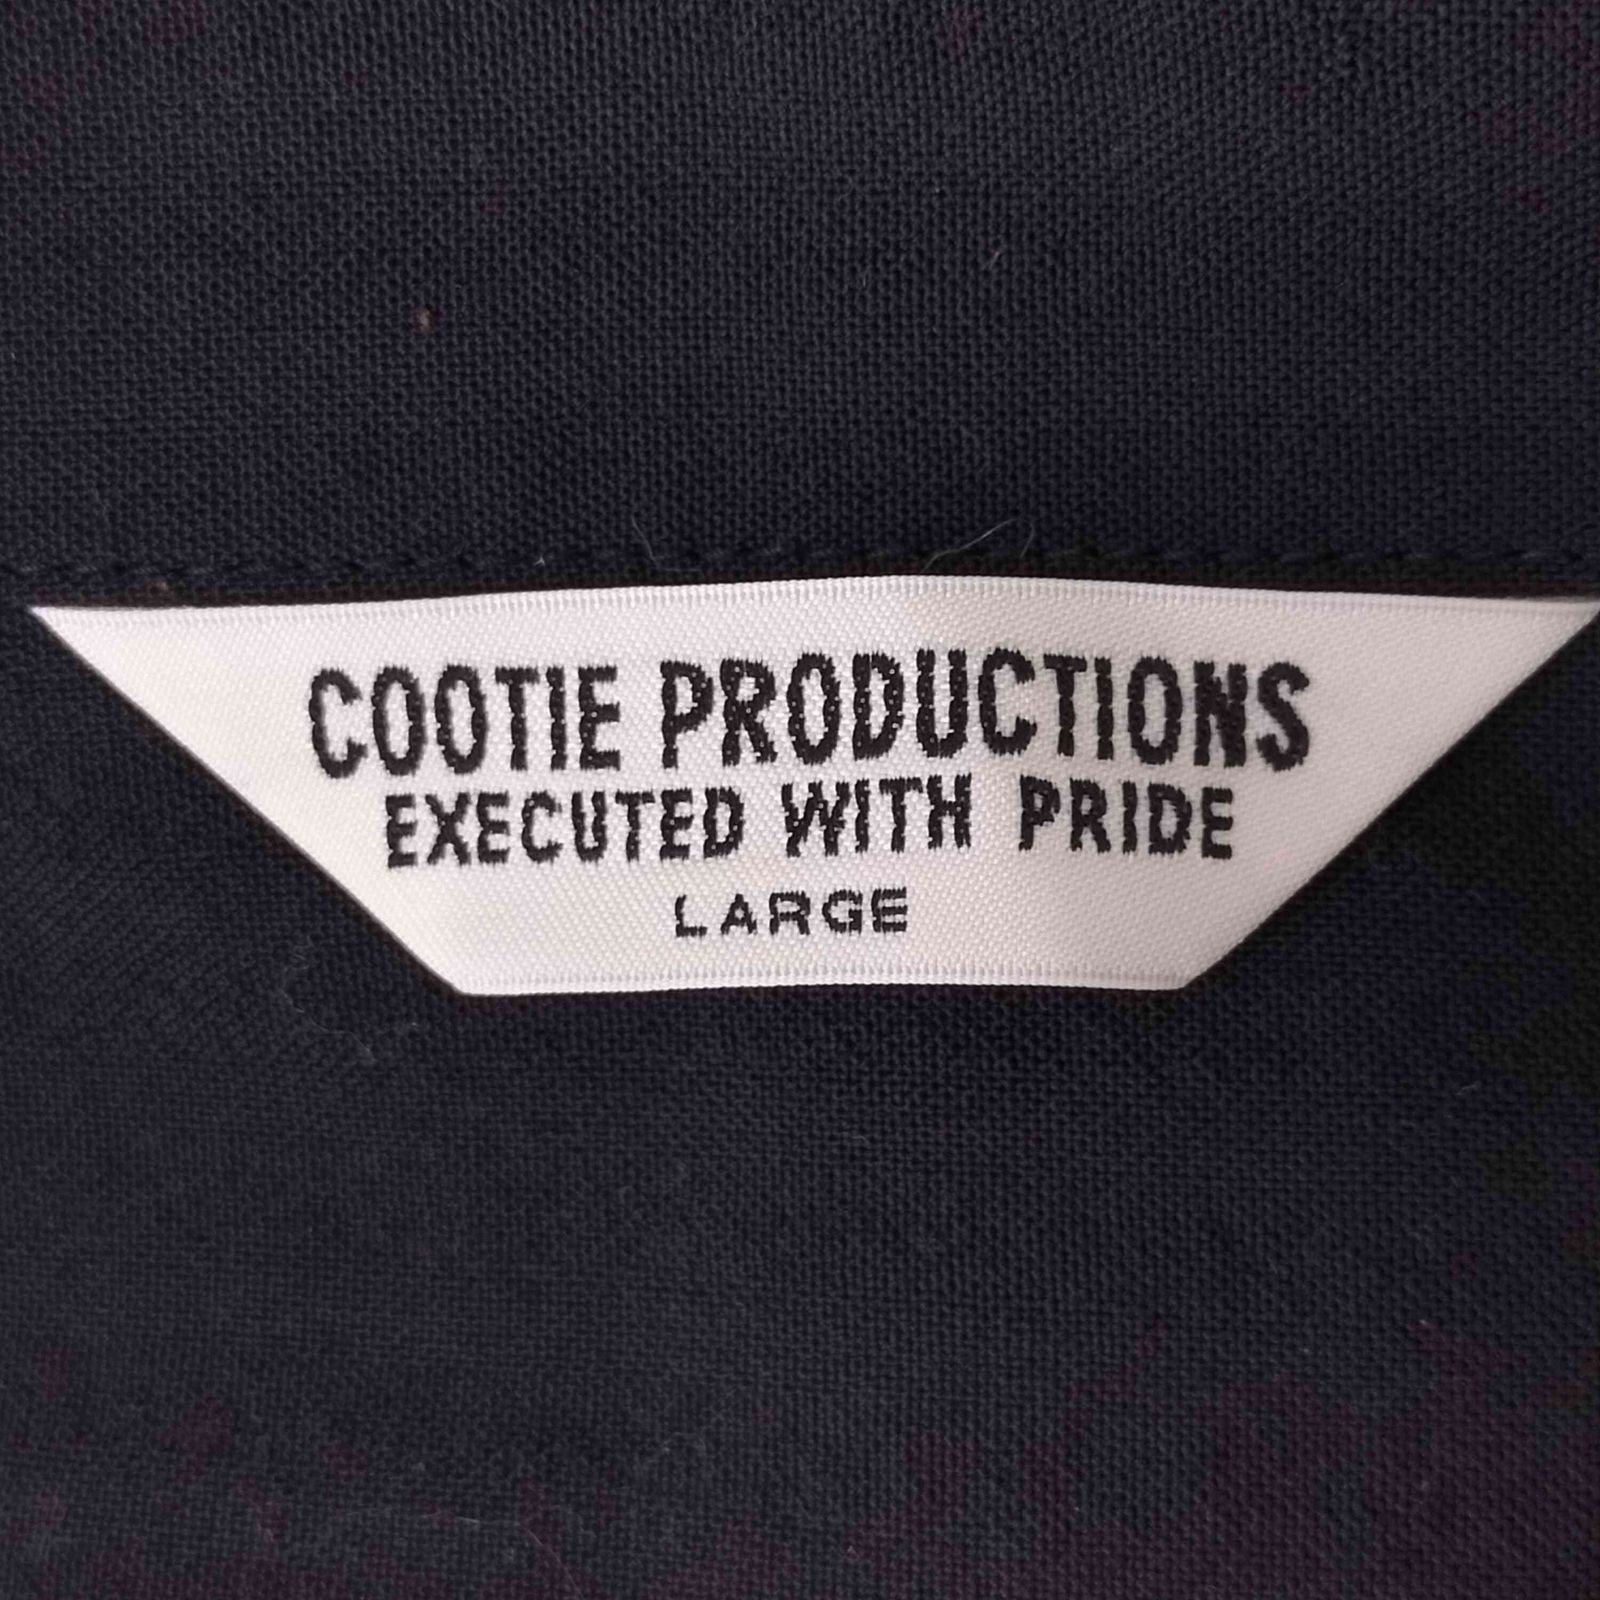 COOTIE PRODUCTIONS
EXECUTED WITH PRIDE
LARGE